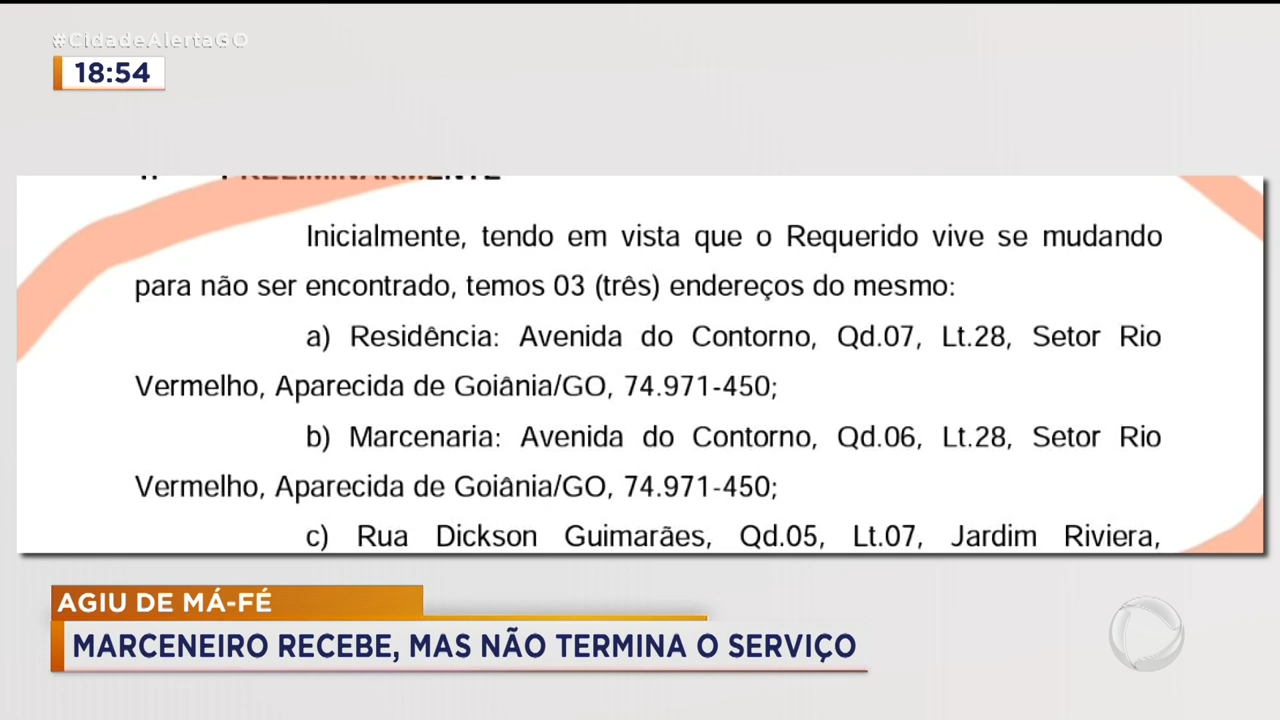 #CidadeAlertaGO
18:54
1. PRELIMINARMENTE
Inicialmente, tendo em vista que o Requerido vive se mudando
para não ser encontrado, temos 03 (três) endereços do mesmo:
a) Residência: Avenida do Contorno, Qd.07, Lt.28, Setor Rio
Vermelho, Aparecida de Goiânia/GO, 74.971-450;
b) Marcenaria: Avenida do Contorno, Qd.06, Lt.28, Setor Rio
Vermelho, Aparecida de Goiânia/GO, 74.971-450;
c) Rua Dickson Guimarães, Qd.05, Lt.07, Jardim Riviera,
AGIU DE MÁ-FÉ
MARCENEIRO RECEBE, MAS NÃO TERMINA O SERVIÇO